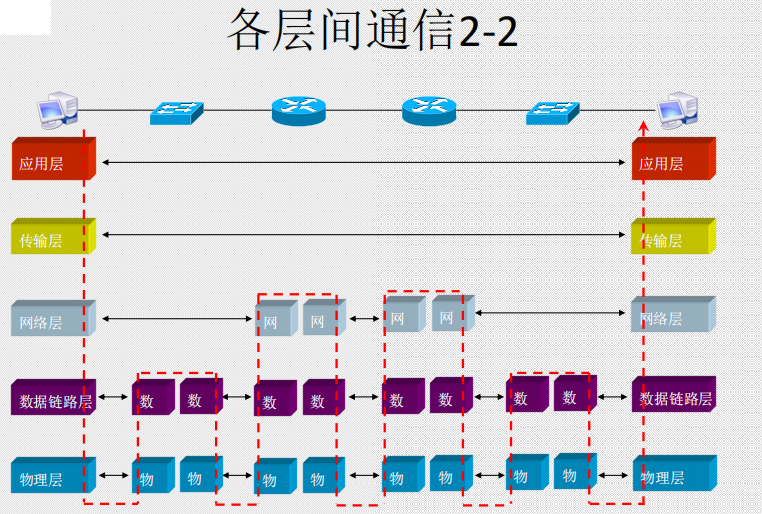 各层间通信2-2
应用层 应用层
传输层 传输层
网络层 网 网 网 网 网络层
数据链路层 数 数 数 数 数 数 数 数 数据链路层
物理层 物 物 物 物 物 物 物 物 物理层